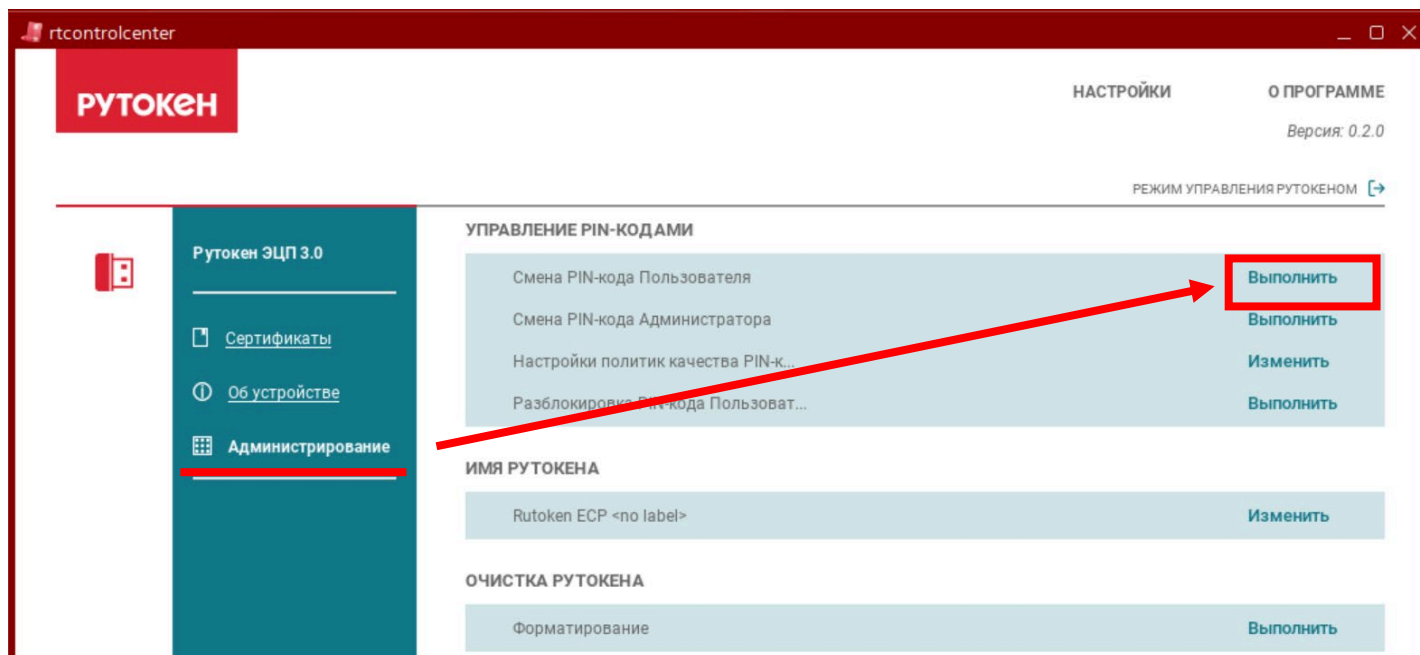 rtcontrolcenter
РУТОКЕН
НАСТРОЙКИ О ПРОГРАММЕ
Версия: 0.2.0
РЕЖИМ УПРАВЛЕНИЯ РУТОКЕНОМ
Рутокен ЭЦП 3.0
Сертификаты
Об устройстве
Администрирование
УПРАВЛЕНИЕ PIN-КОДАМИ
Смена PIN-кода Пользователя Выполнить
Смена PIN-кода Администратора Выполнить
Настройки политик качества PIN-к... Изменить
Разблокировка PIN-кода Пользоват... Выполнить
ИМЯ РУТОКЕНА
Rutoken ECP <no label> Изменить
ОЧИСТКА РУТОКЕНА
Форматирование Выполнить